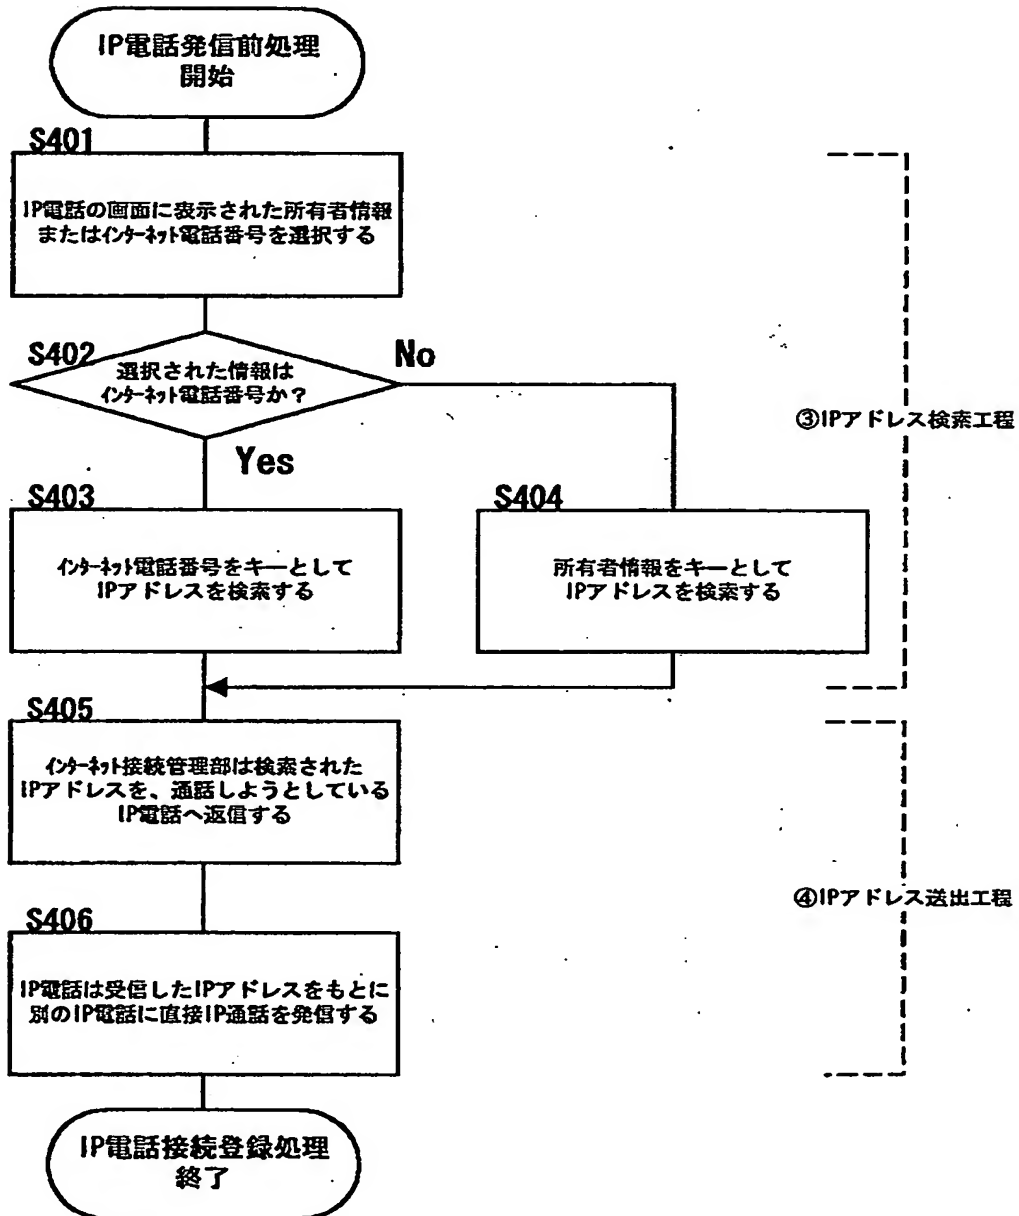 IP電話発信前処理
開始
S401
IP電話の画面に表示された所有者情報
またはインターネット電話番号を選択する
S402
選択された情報は
インターネット電話番号か？
No
Yes
③IPアドレス検索工程
S403
インターネット電話番号をキーとして
IPアドレスを検索する
S404
所有者情報をキーとして
IPアドレスを検索する
S405
インターネット接続管理部は検索された
IPアドレスを、通話しようとしている
IP電話へ返信する
④IPアドレス送出工程
S406
IP電話は受信したIPアドレスをもとに
別のIP電話に直接IP通話を発信する
IP電話接続登録処理
終了